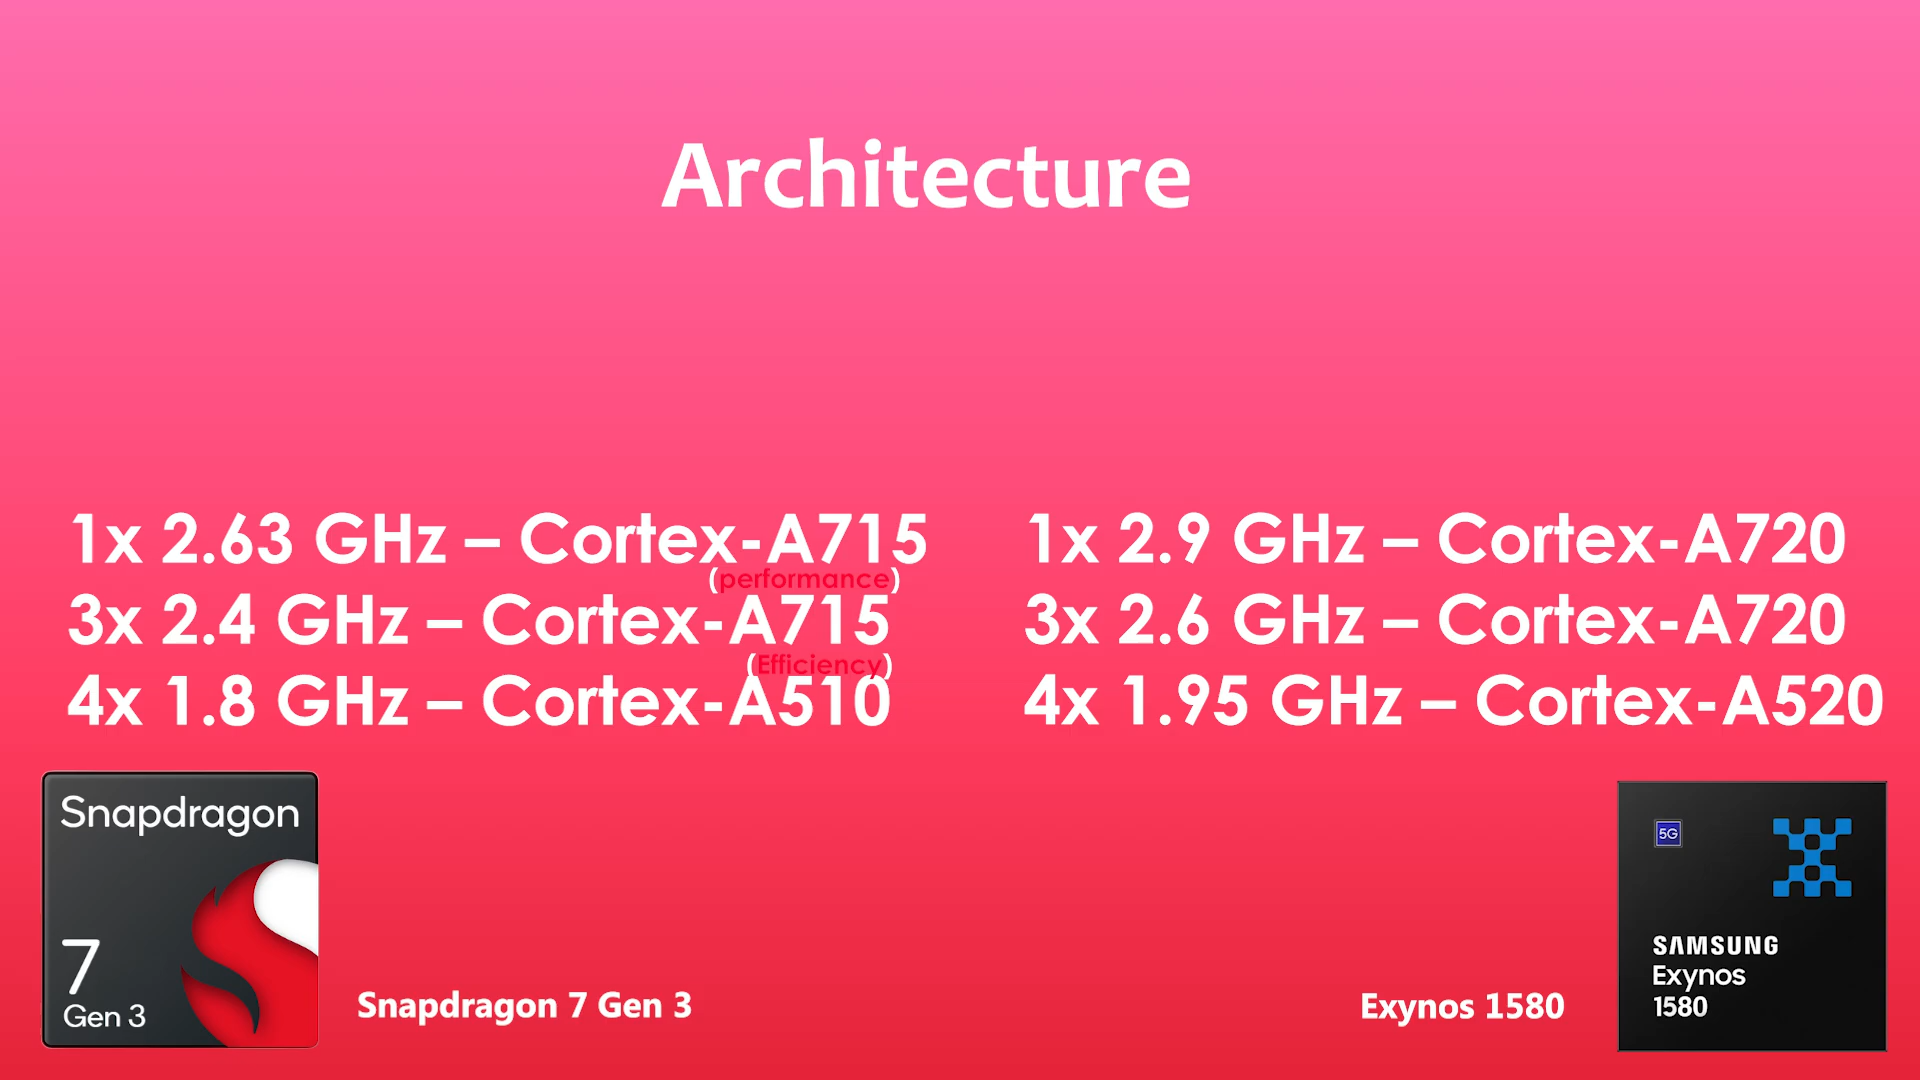 Architecture
1x 2.63 GHz – Cortex-A715
(performance)
3x 2.4 GHz – Cortex-A715
(Efficiency)
4x 1.8 GHz – Cortex-A510
1x 2.9 GHz – Cortex-A720
3x 2.6 GHz – Cortex-A720
4x 1.95 GHz – Cortex-A520
Snapdragon
7
Gen 3
Snapdragon 7 Gen 3
Exynos 1580
5G
SAMSUNG
Exynos
1580